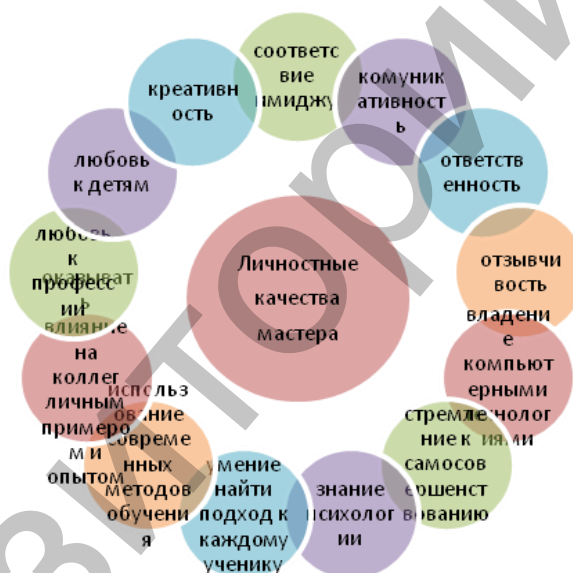 соответс
вие
имиджу
комуник
ативност
ь
ответств
енность
отзывчи
вость
владени
е
компьют
ерными
технолог
иями
стремле
ние к
самосов
ершенст
вованию
знание
психолог
ии
умение
найти
подход к
каждому
ученику
использ
ование
совреме
нных
методов
обучени
я
оказыват
ь
влияние
на
коллег
личным
примеро
м и
опытом
любовь
к
професс
ии
любовь
к детям
креативн
ость
Личностные
качества
мастера